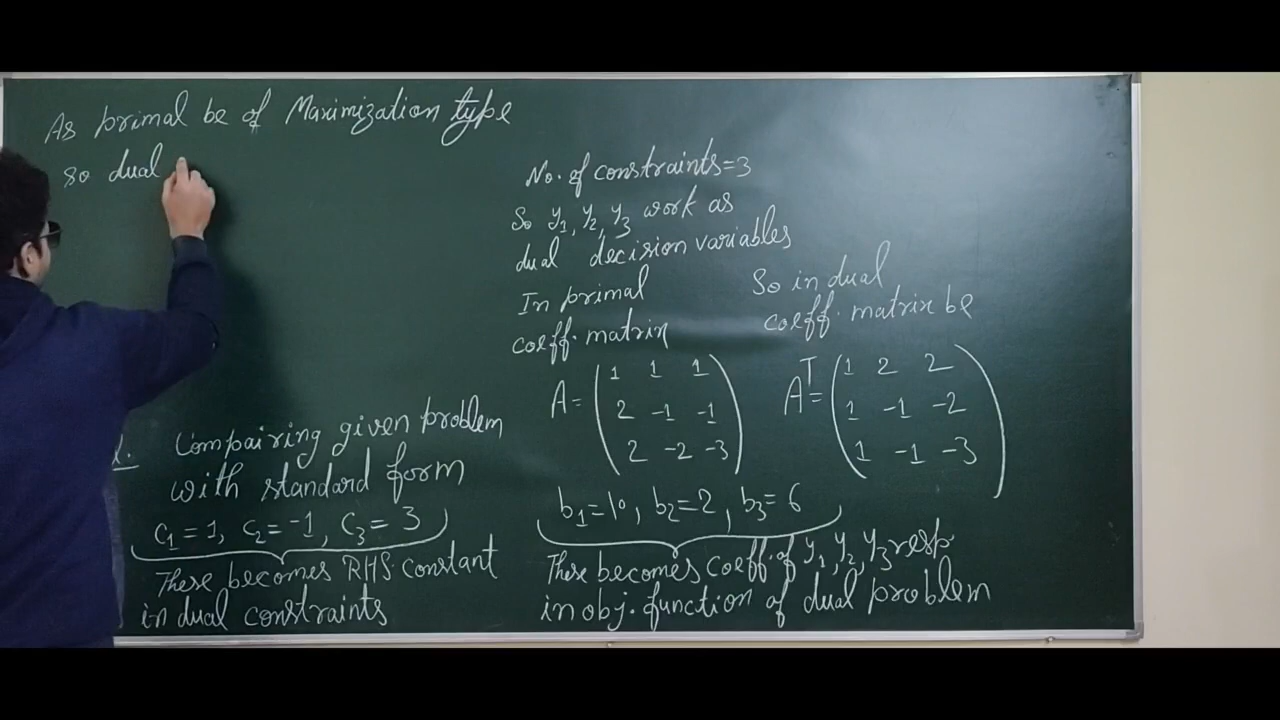 As primal be of Maximization type
so dual
No. of constraints=3
So y1, y2, y3 work as
dual decision variables
In primal
coeff. matrix
A= ( 1 1 1
2 -1 -1
2 -2 -3 )
So in dual
coeff. matrix be
A^T= ( 1 2 2
1 -1 -2
1 -1 -3 )
l. Compairing given problem
with standard form
c1=1, c2=-1, c3=3
These becomes RHS constant
in dual constraints
b1=10, b2=2, b3=6
These becomes coeff. of y1, y2, y3 resp
in obj. function of dual problem